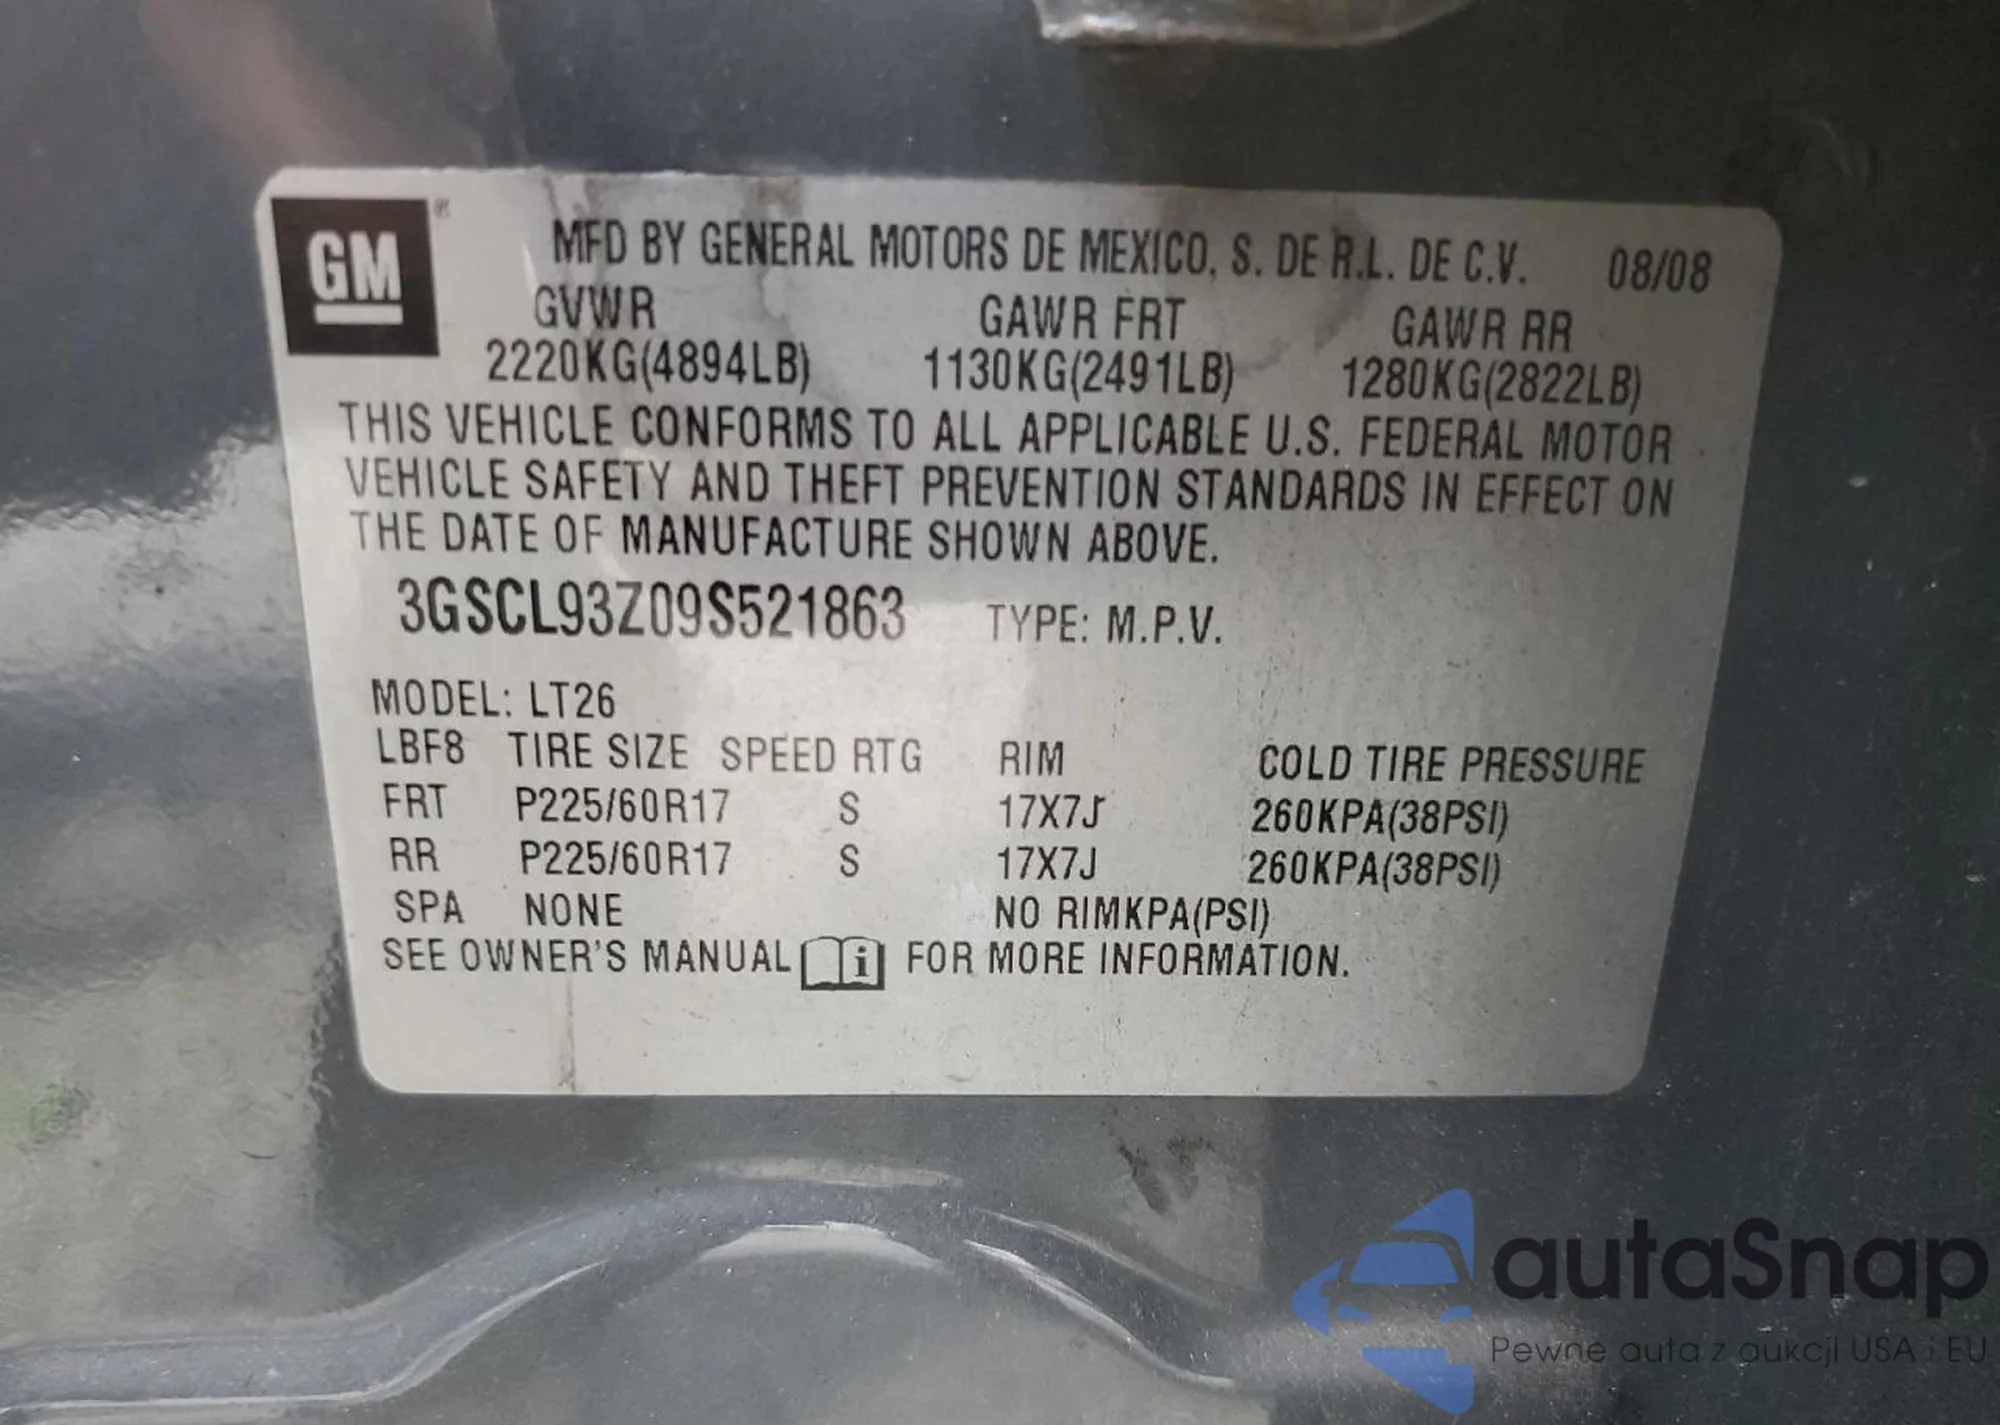 GM
®
MFD BY GENERAL MOTORS DE MEXICO, S. DE R.L. DE C.V. 08/08
GVWR GAWR FRT GAWR RR
2220KG(4894LB) 1130KG(2491LB) 1280KG(2822LB)
THIS VEHICLE CONFORMS TO ALL APPLICABLE U.S. FEDERAL MOTOR
VEHICLE SAFETY AND THEFT PREVENTION STANDARDS IN EFFECT ON
THE DATE OF MANUFACTURE SHOWN ABOVE.
3GSCL93Z09S521863 TYPE: M.P.V.
MODEL: LT26
LBF8 TIRE SIZE SPEED RTG RIM COLD TIRE PRESSURE
FRT P225/60R17 S 17X7J 260KPA(38PSI)
RR P225/60R17 S 17X7J 260KPA(38PSI)
SPA NONE NO RIMKPA(PSI)
SEE OWNER'S MANUAL i FOR MORE INFORMATION.
autaSnap
Pewne auta z aukcji USA i EU